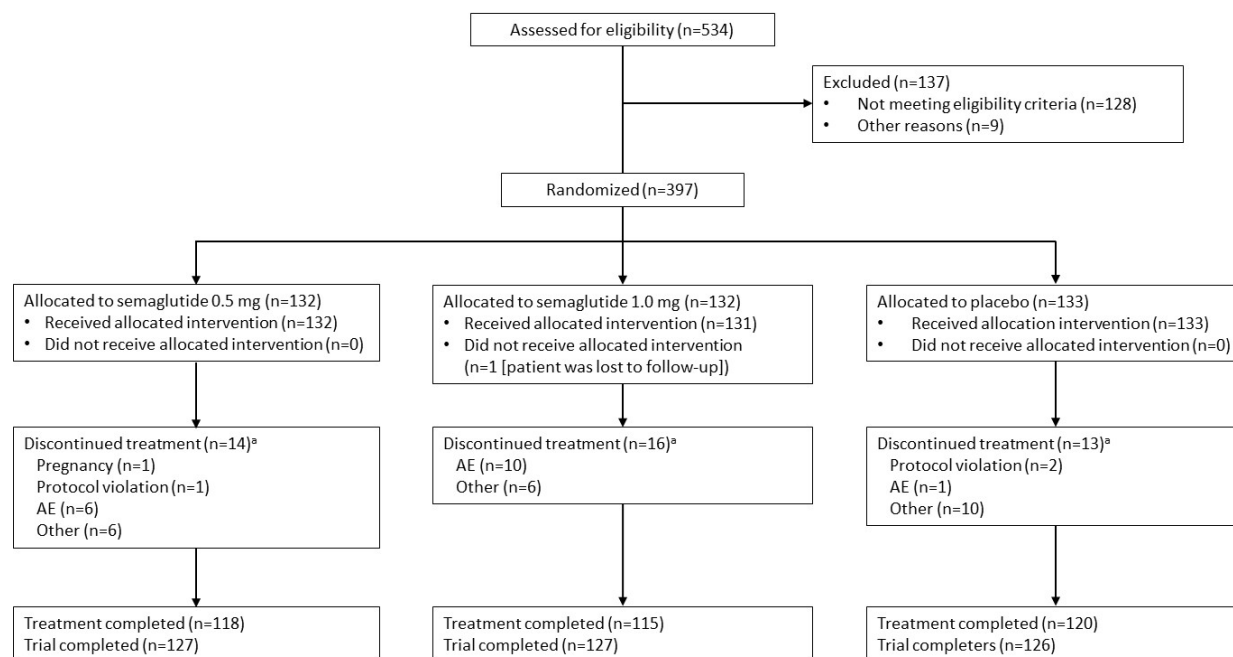 Assessed for eligibility (n=534)
Excluded (n=137)
• Not meeting eligibility criteria (n=128)
• Other reasons (n=9)
Randomized (n=397)
Allocated to semaglutide 0.5 mg (n=132)
• Received allocated intervention (n=132)
• Did not receive allocated intervention (n=0)
Allocated to semaglutide 1.0 mg (n=132)
• Received allocated intervention (n=131)
• Did not receive allocated intervention
(n=1 [patient was lost to follow-up])
Allocated to placebo (n=133)
• Received allocation intervention (n=133)
• Did not receive allocated intervention (n=0)
Discontinued treatment (n=14)ᵃ
Pregnancy (n=1)
Protocol violation (n=1)
AE (n=6)
Other (n=6)
Discontinued treatment (n=16)ᵃ
AE (n=10)
Other (n=6)
Discontinued treatment (n=13)ᵃ
Protocol violation (n=2)
AE (n=1)
Other (n=10)
Treatment completed (n=118)
Trial completed (n=127)
Treatment completed (n=115)
Trial completed (n=127)
Treatment completed (n=120)
Trial completers (n=126)